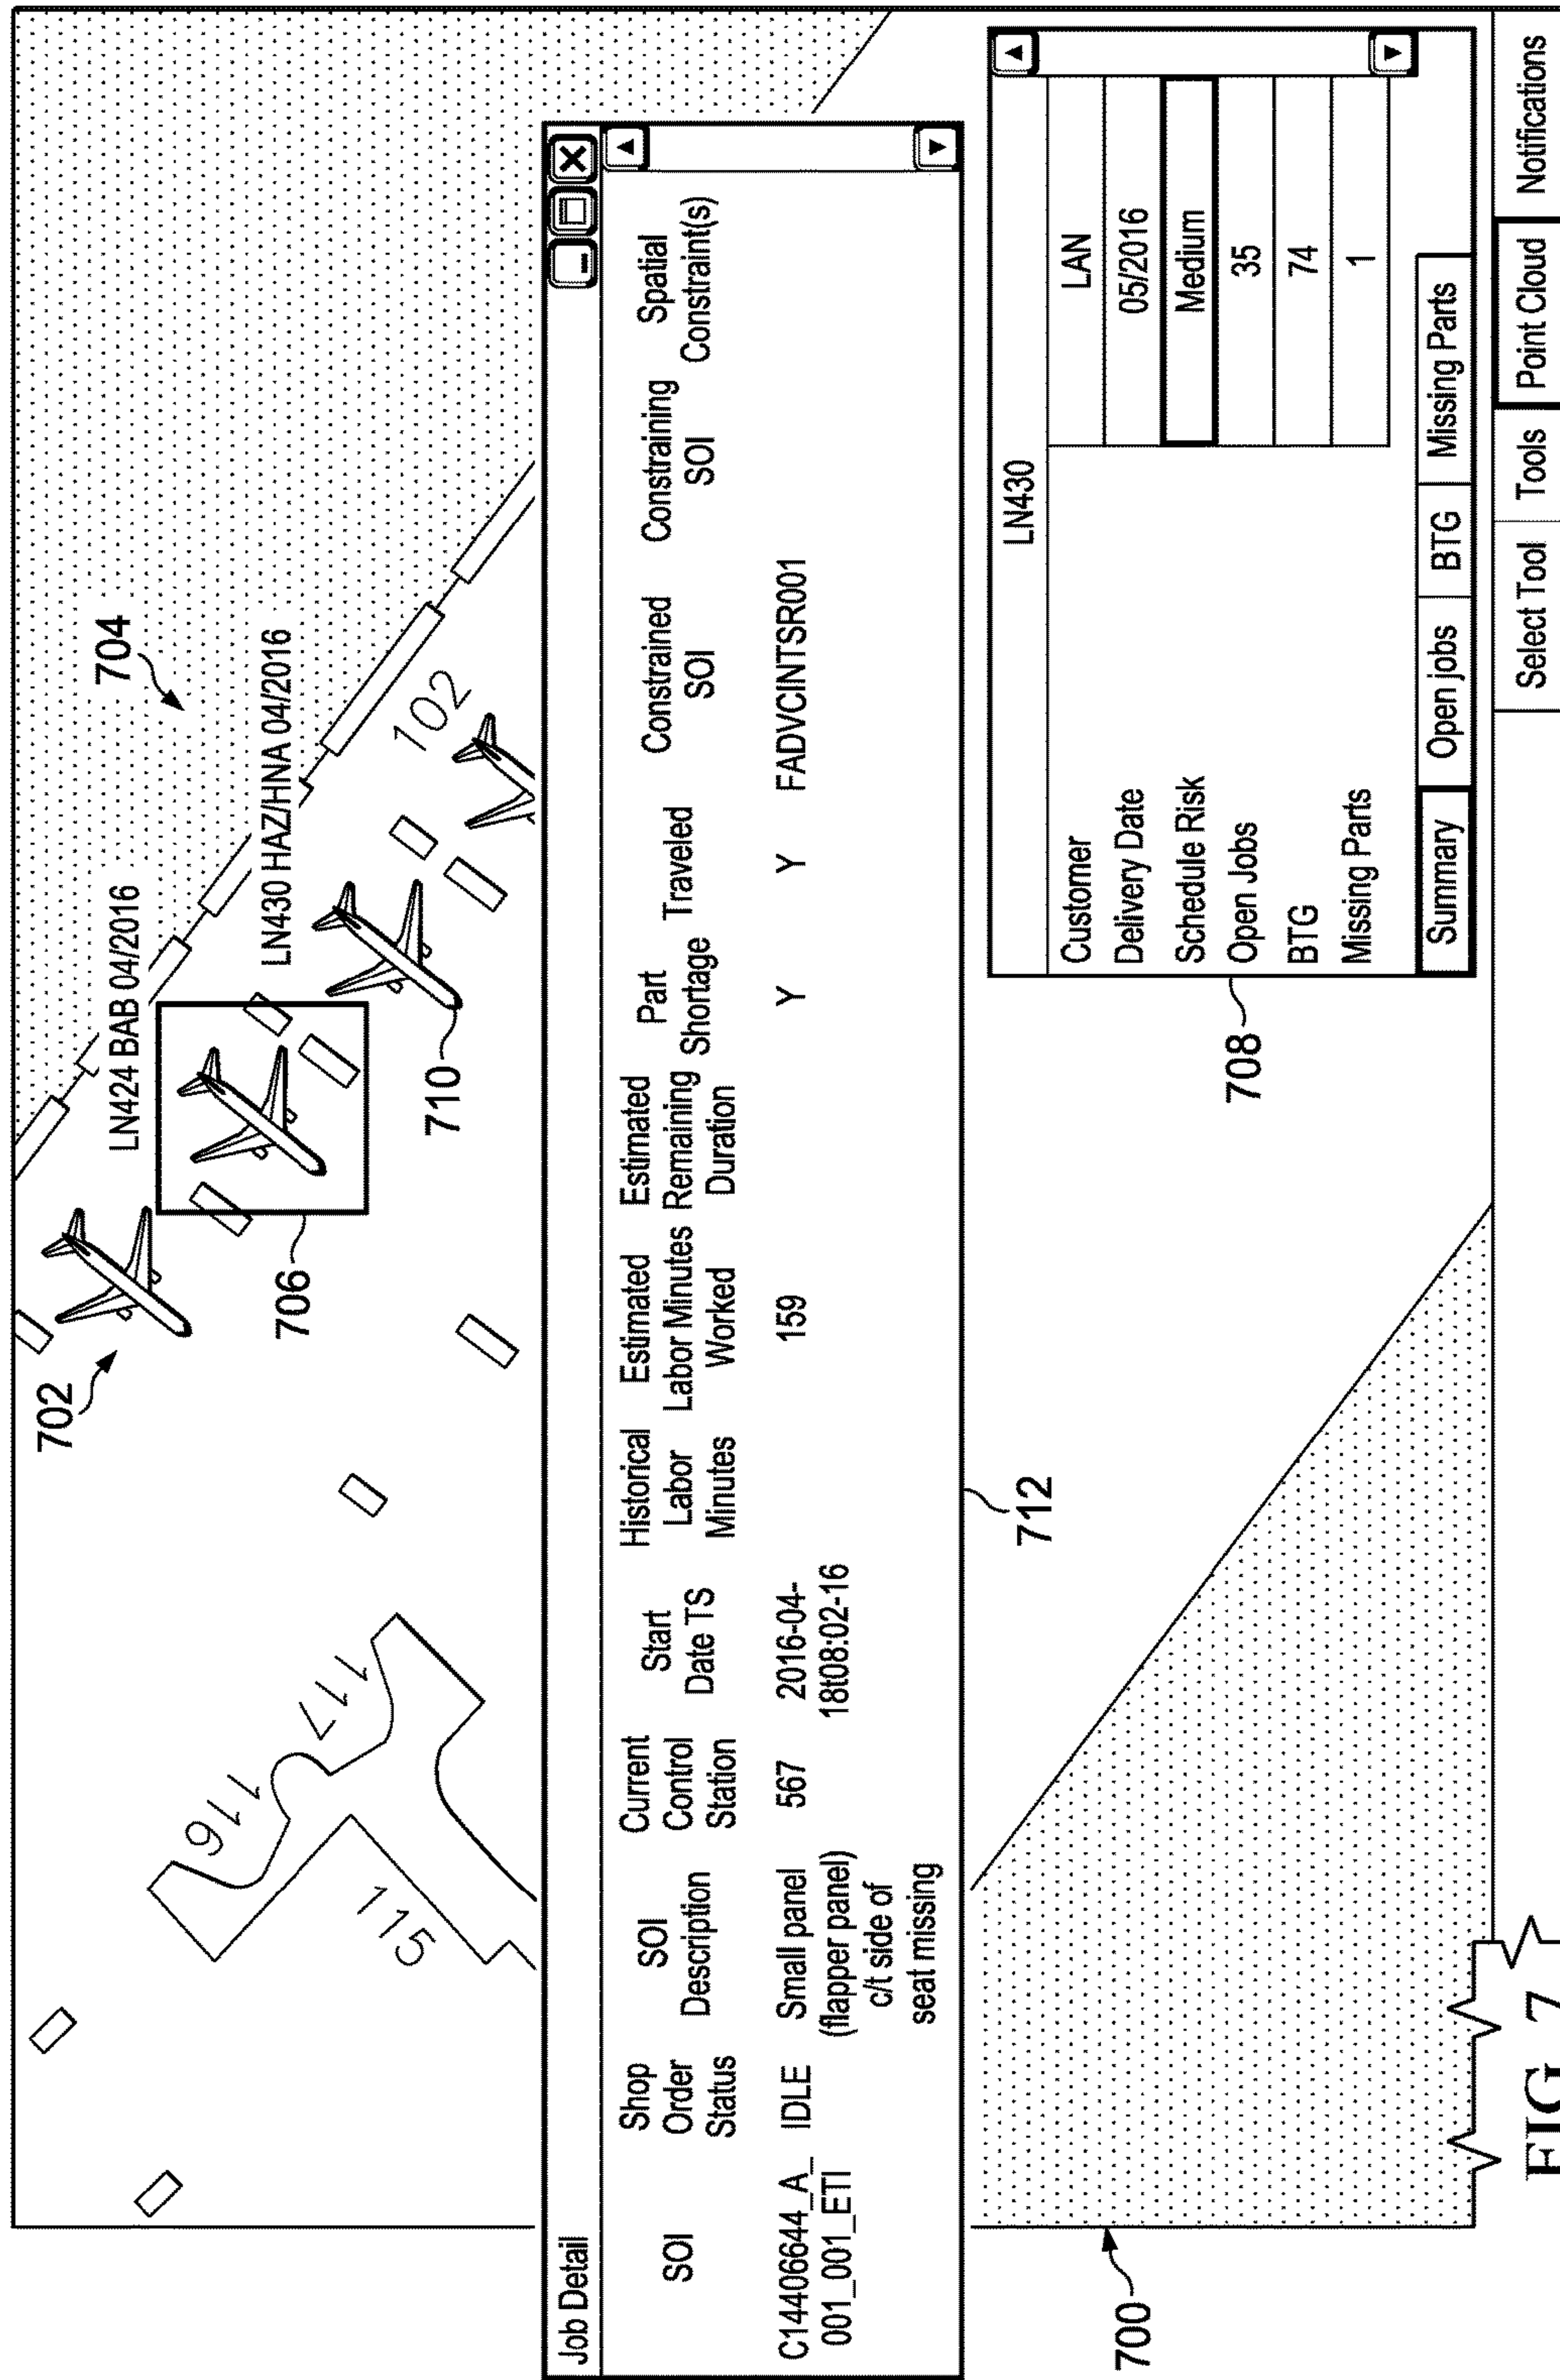 702
LN424 BAB 04/2016
704
LN430 HAZ/HNA 04/2016
706
710
102
116
117
115
Job Detail
SOI
Shop
Order
Status
SOI
Description
Current
Control
Station
Start
Date TS
Historical
Labor
Minutes
Estimated
Labor Minutes
Worked
Estimated
Remaining
Duration
Part
Shortage
Traveled
Constrained
SOI
Constraining
SOI
Spatial
Constraint(s)
C14406644_A_
001_001_ETI
IDLE
Small panel
(flapper panel)
c/t side of
seat missing
567
2016-04-
18t08:02-16
159
Y
Y
FADVCINTSR001
712
LN430
Customer LAN
Delivery Date 05/2016
Schedule Risk Medium
Open Jobs 35
BTG 74
Missing Parts 1
Summary Open jobs BTG Missing Parts
708
700
Select Tool Tools Point Cloud Notifications
FIG. 7